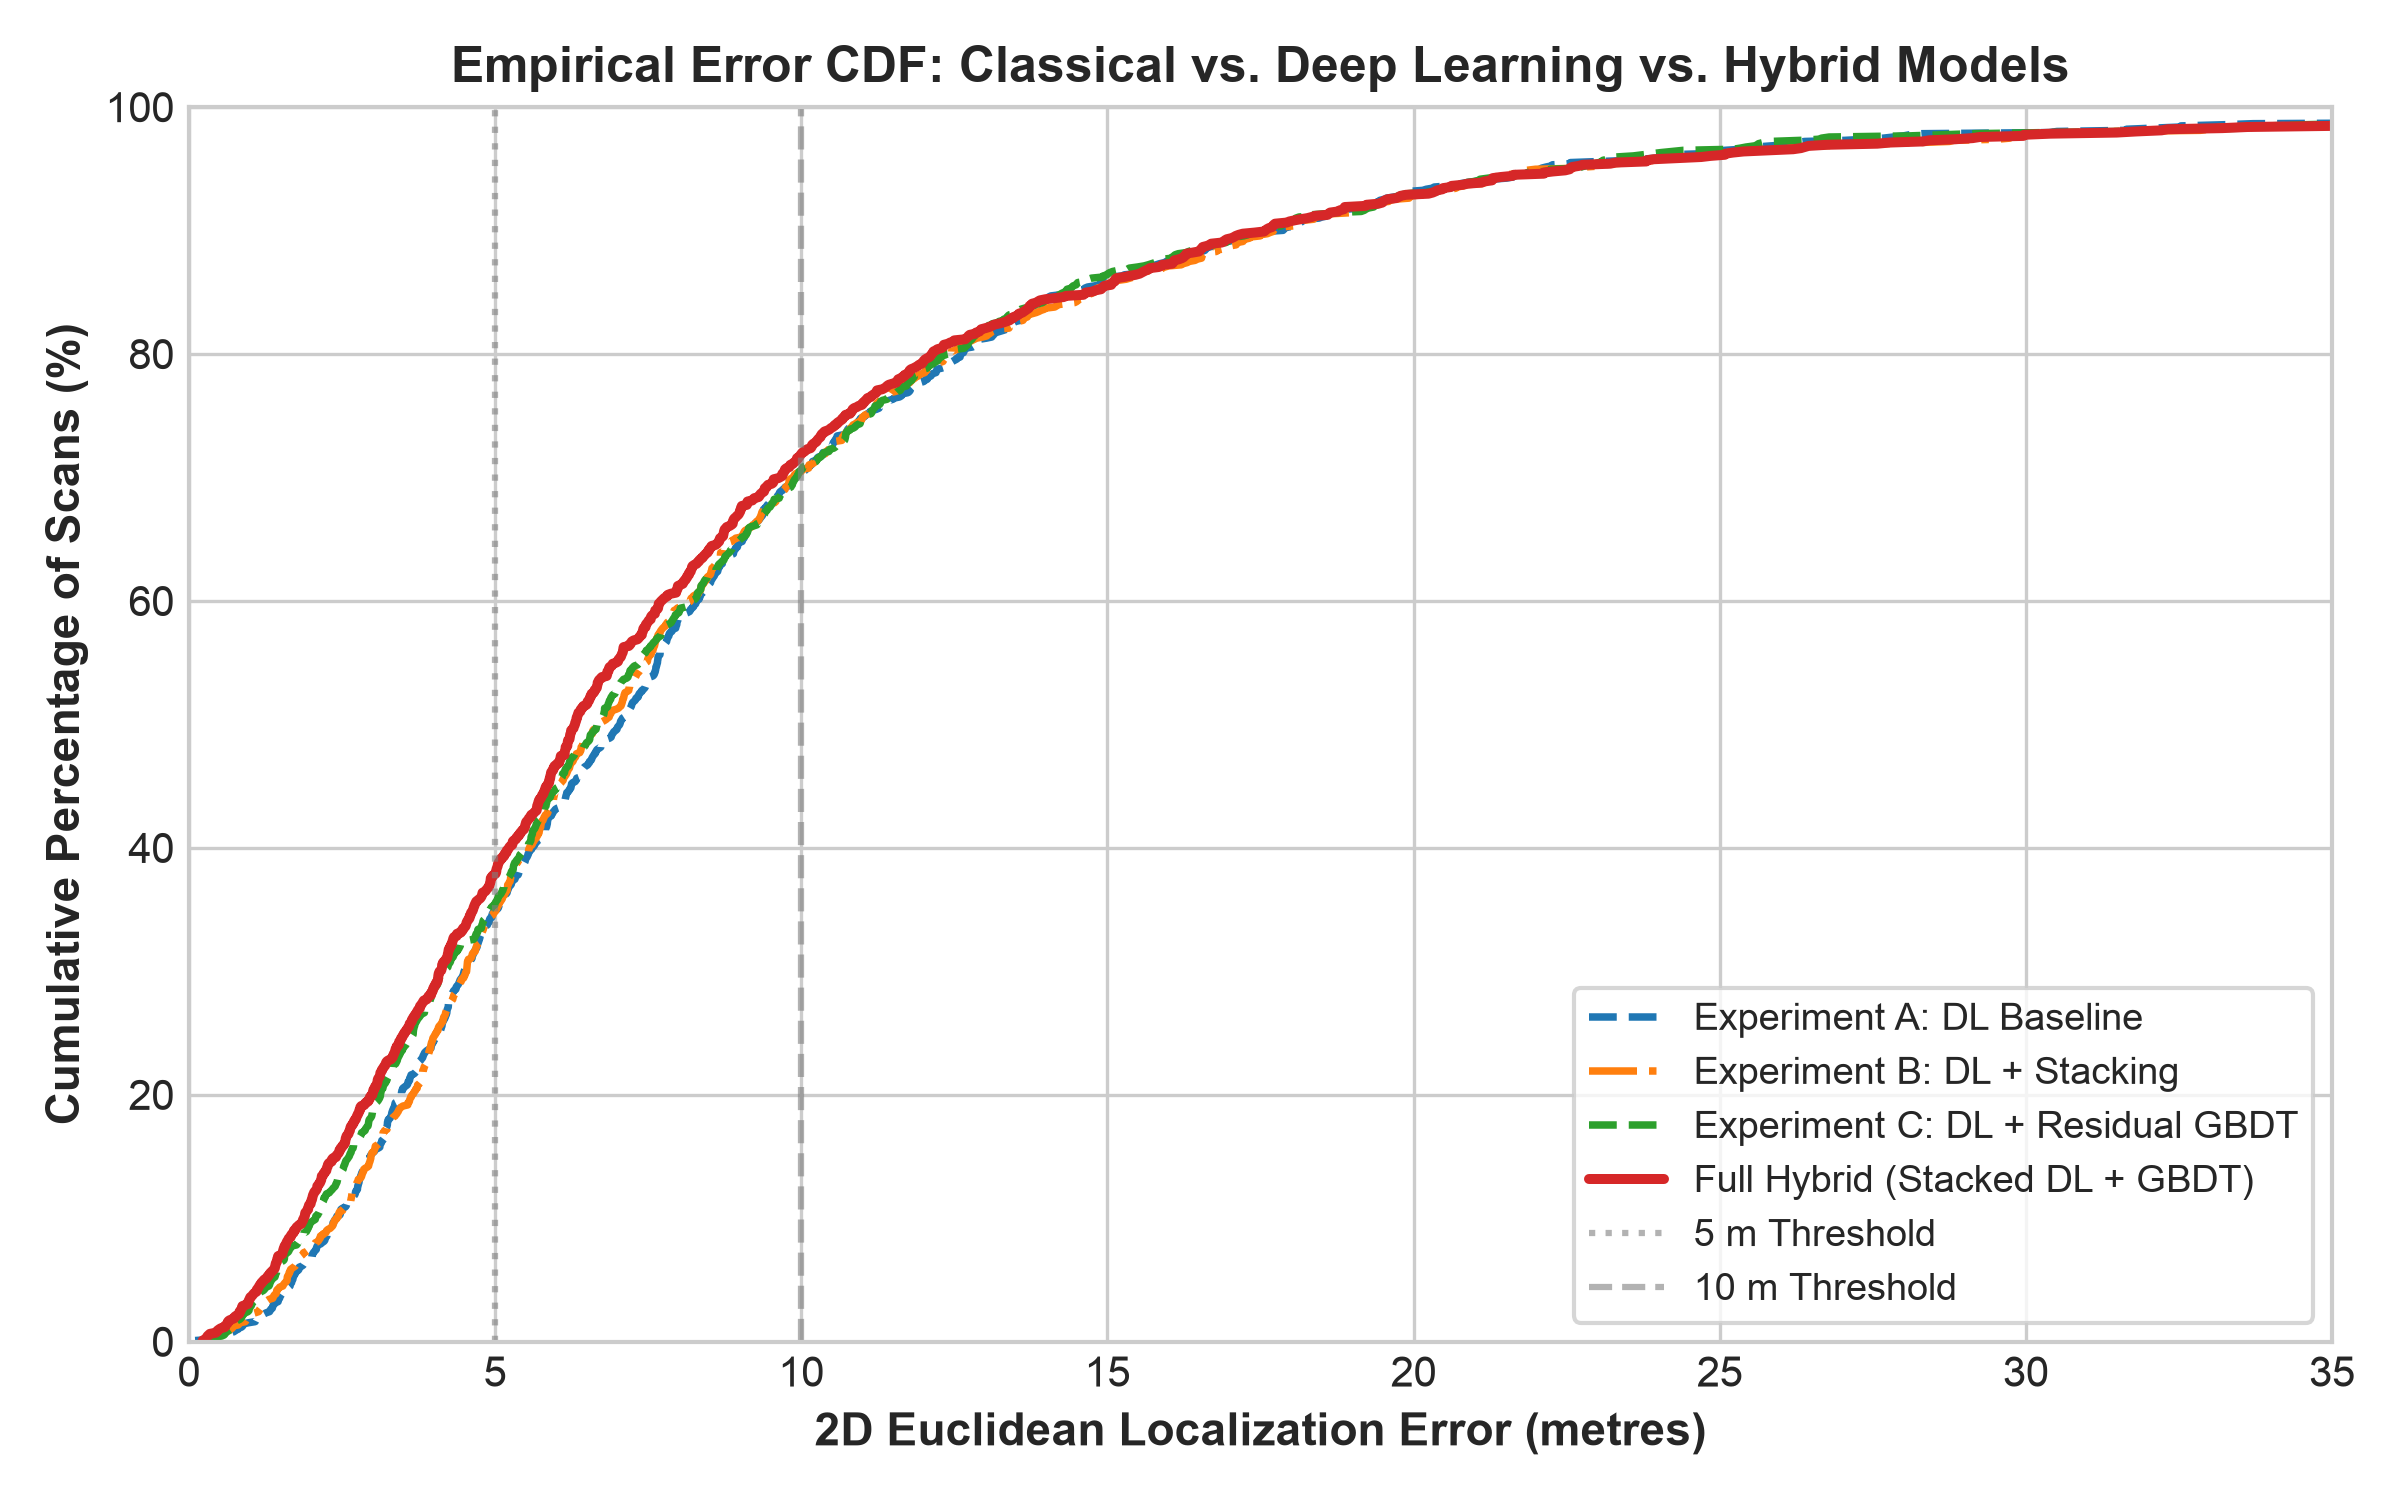 Empirical Error CDF: Classical vs. Deep Learning vs. Hybrid Models
Cumulative Percentage of Scans (%)
100
80
60
40
20
0
0 5 10 15 20 25 30 35
2D Euclidean Localization Error (metres)
Experiment A: DL Baseline
Experiment B: DL + Stacking
Experiment C: DL + Residual GBDT
Full Hybrid (Stacked DL + GBDT)
5 m Threshold
10 m Threshold